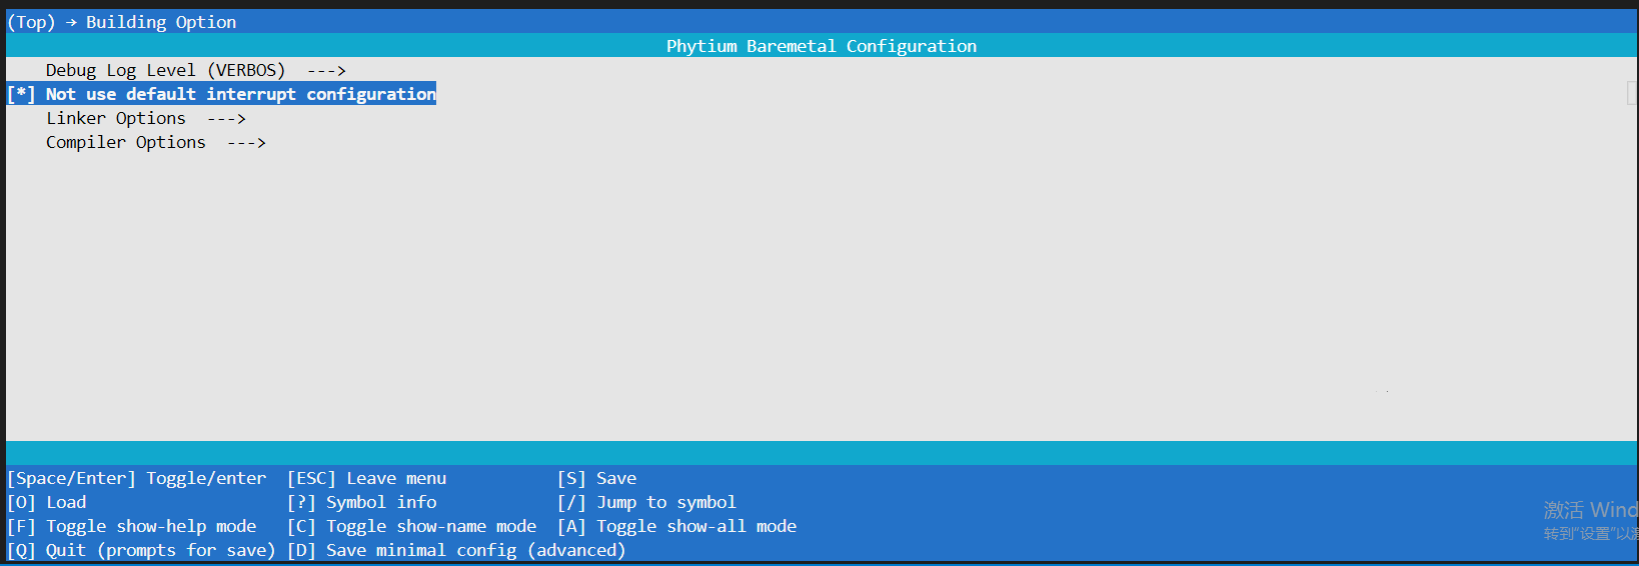 (Top) → Building Option
Phytium Baremetal Configuration
Debug Log Level (VERBOS)  --->
[*] Not use default interrupt configuration
Linker Options  --->
Compiler Options  --->
[Space/Enter] Toggle/enter  [ESC] Leave menu  [S] Save
[O] Load  [?] Symbol info  [/] Jump to symbol
[F] Toggle show-help mode  [C] Toggle show-name mode  [A] Toggle show-all mode
[Q] Quit (prompts for save) [D] Save minimal config (advanced)
激活 Wind
转到"设置"以